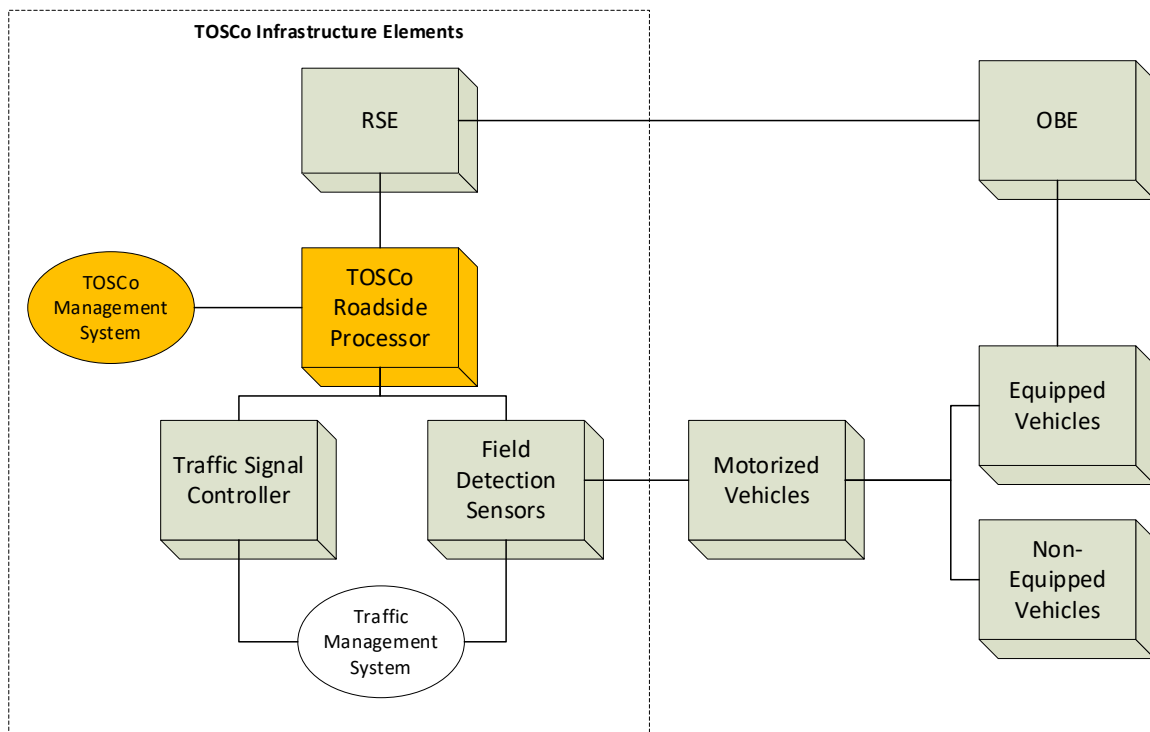 TOSCo Infrastructure Elements
RSE
OBE
TOSCo
Management
System
TOSCo
Roadside
Processor
Traffic Signal
Controller
Field
Detection
Sensors
Motorized
Vehicles
Equipped
Vehicles
Non-
Equipped
Vehicles
Traffic
Management
System